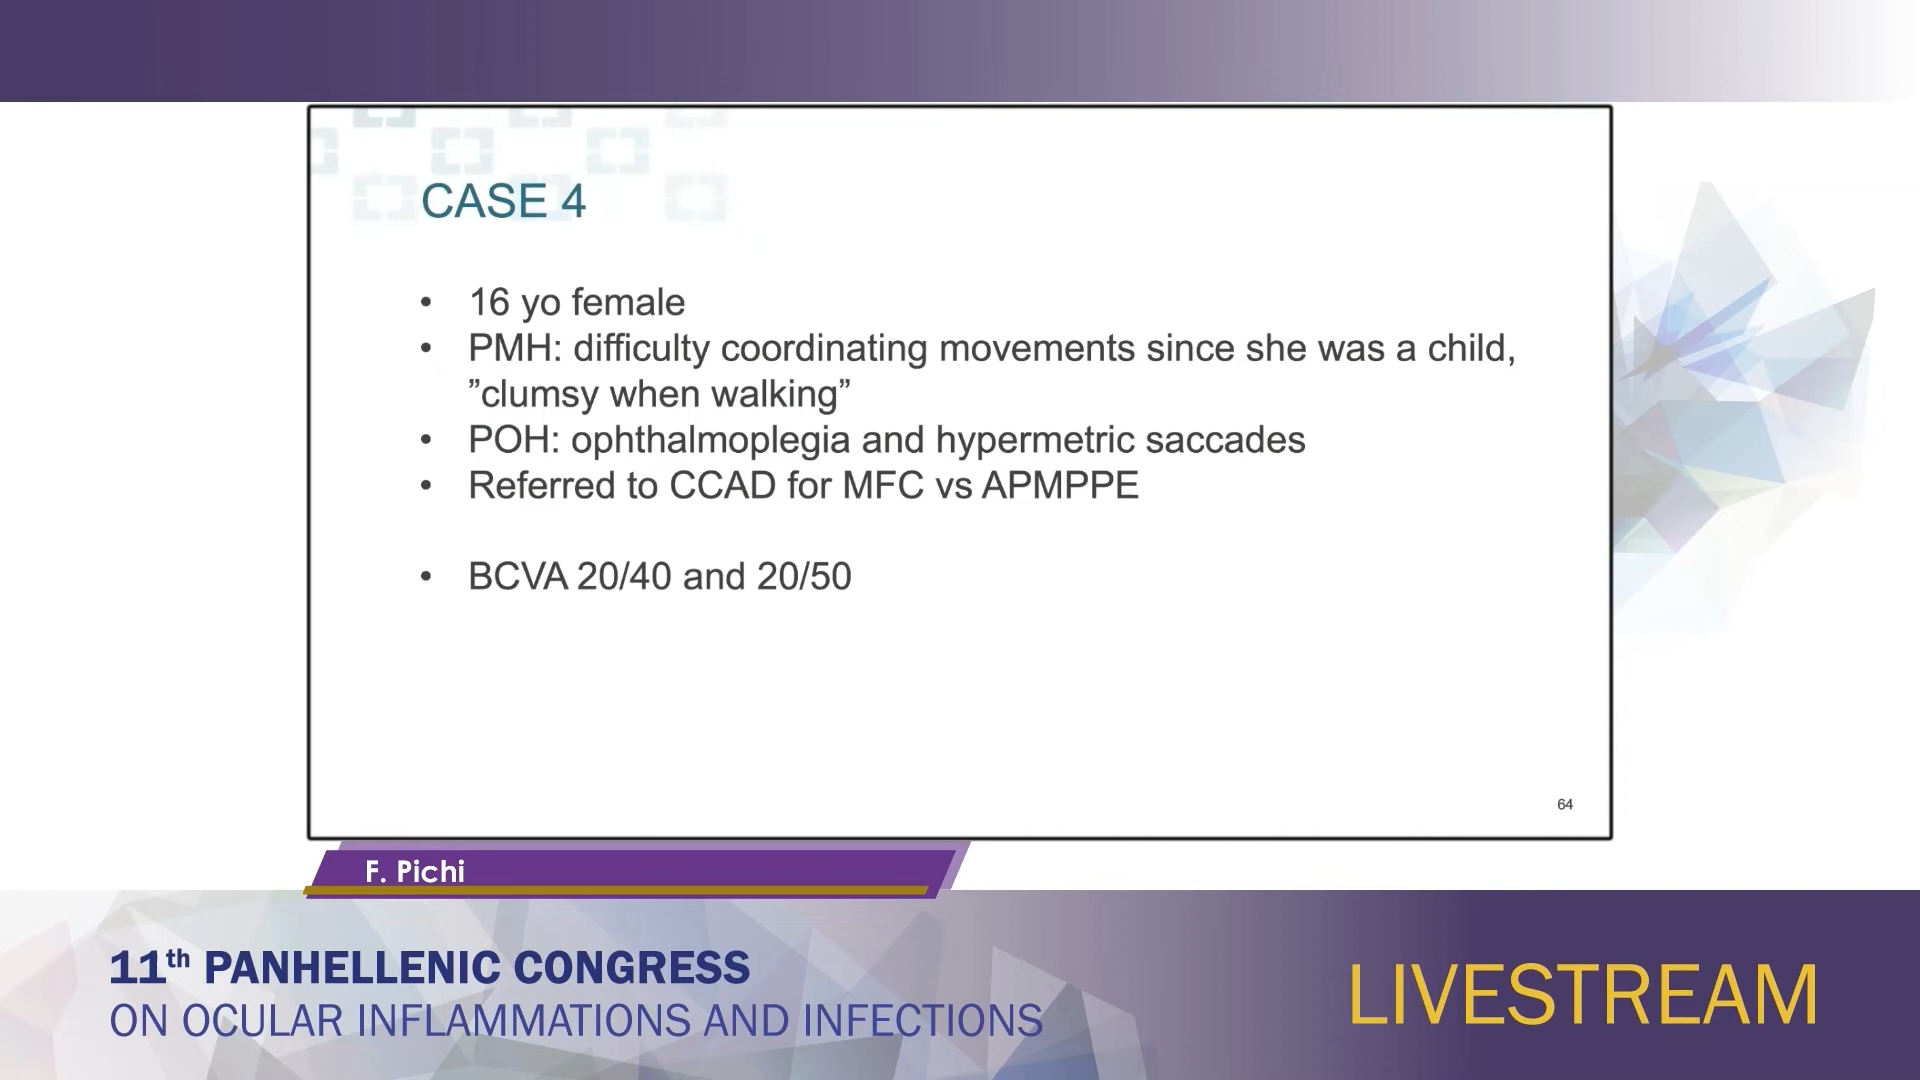 CASE 4
• 16 yo female
• PMH: difficulty coordinating movements since she was a child,
”clumsy when walking”
• POH: ophthalmoplegia and hypermetric saccades
• Referred to CCAD for MFC vs APMPPE
• BCVA 20/40 and 20/50
64
F. Pichi
11th PANHELLENIC CONGRESS
ON OCULAR INFLAMMATIONS AND INFECTIONS
LIVESTREAM